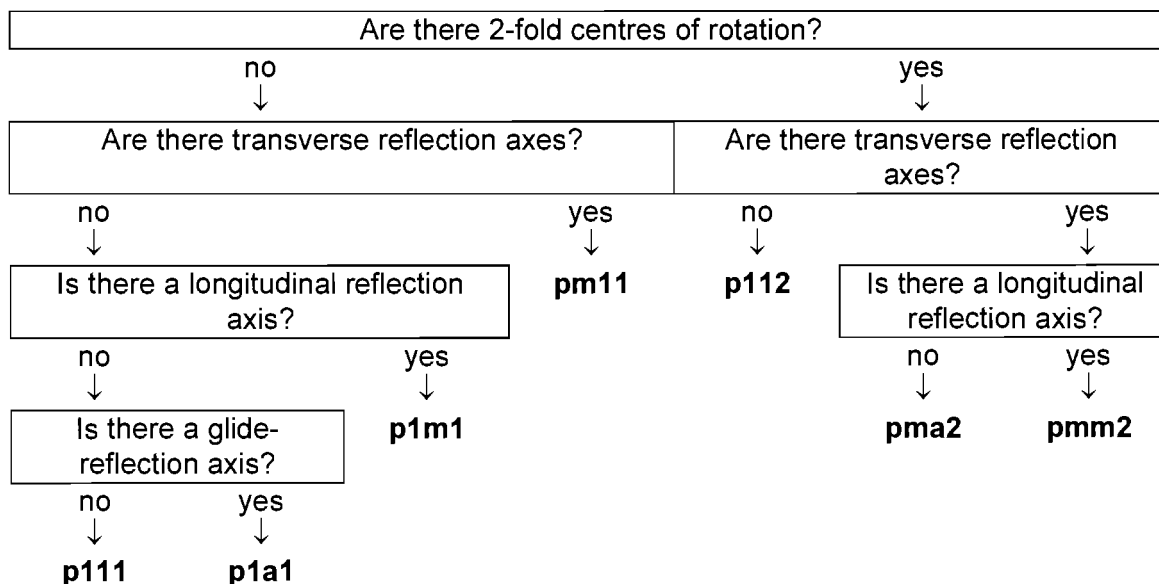 Are there 2-fold centres of rotation?
no
yes
↓
↓
Are there transverse reflection axes?
Are there transverse reflection
axes?
no
yes
no
yes
↓
↓
↓
↓
Is there a longitudinal reflection
axis?
pm11
p112
Is there a longitudinal
reflection axis?
no
yes
no
yes
↓
↓
↓
↓
Is there a glide-
reflection axis?
p1m1
pma2
pmm2
no
yes
↓
↓
p111
p1a1